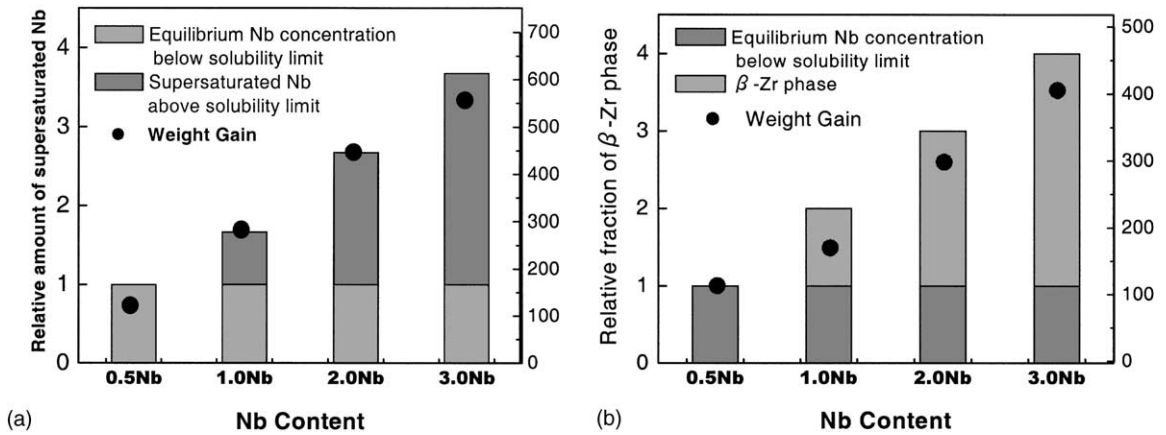 Relative amount of supersaturated Nb
4
3
2
1
0
Equilibrium Nb concentration
below solubility limit
Supersaturated Nb
above solubility limit
Weight Gain
700
600
500
400
300
200
100
0
0.5Nb 1.0Nb 2.0Nb 3.0Nb
(a) Nb Content
Relative fraction of β-Zr phase
4
3
2
1
0
Equilibrium Nb concentration
below solubility limit
β-Zr phase
Weight Gain
500
400
300
200
100
0
0.5Nb 1.0Nb 2.0Nb 3.0Nb
(b) Nb Content